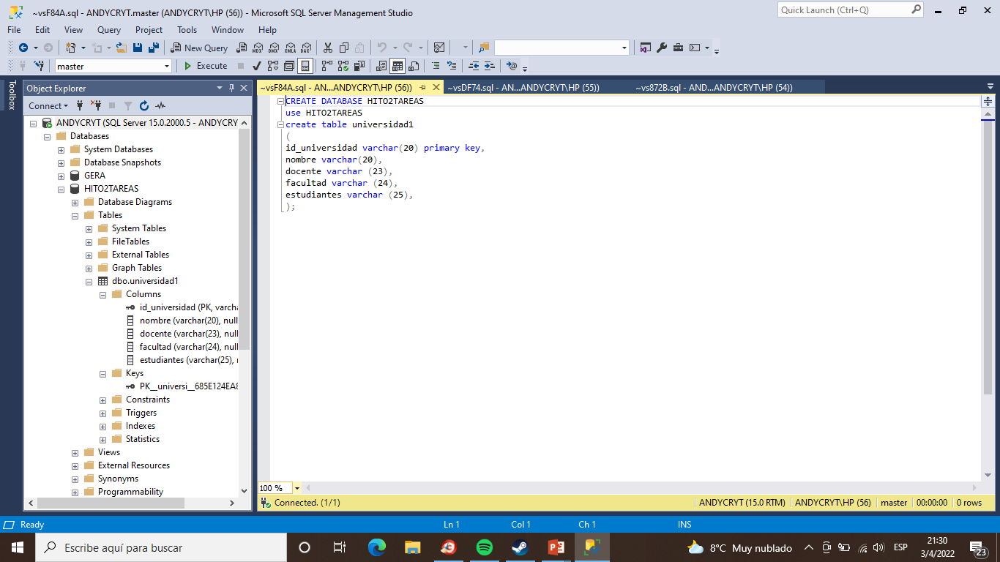 ~vsF84A.sql - ANDYCRYT.master (ANDYCRYT\HP (56)) - Microsoft SQL Server Management Studio
Quick Launch (Ctrl+Q)
File Edit View Query Project Tools Window Help
New Query MDX DMX XMLA DAX
master Execute
Toolbox
Object Explorer
Connect
ANDYCRYT (SQL Server 15.0.2000.5 - ANDYCRY
Databases
System Databases
Database Snapshots
GERA
HITO2TAREAS
Database Diagrams
Tables
System Tables
FileTables
External Tables
Graph Tables
dbo.universidad1
Columns
id_universidad (PK, varcha
nombre (varchar(20), null
docente (varchar(23), null
facultad (varchar(24), null
estudiantes (varchar(25), n
Keys
PK__universi__685E124EA8
Constraints
Triggers
Indexes
Statistics
Views
External Resources
Synonyms
Programmability
~vsF84A.sql - AN...ANDYCRYT\HP (56)) ~vsDF74.sql - AN...ANDYCRYT\HP (55)) ~vs872B.sql - AND...ANDYCRYT\HP (54))
CREATE DATABASE HITO2TAREAS
use HITO2TAREAS
create table universidad1
(
id_universidad varchar(20) primary key,
nombre varchar(20),
docente varchar (23),
facultad varchar (24),
estudiantes varchar (25),
);
100 %
Connected. (1/1) ANDYCRYT (15.0 RTM) ANDYCRYT\HP (56) master 00:00:00 0 rows
Ready Ln 1 Col 1 Ch 1 INS
Escribe aquí para buscar 8°C Muy nublado ESP 21:30
3/4/2022 23